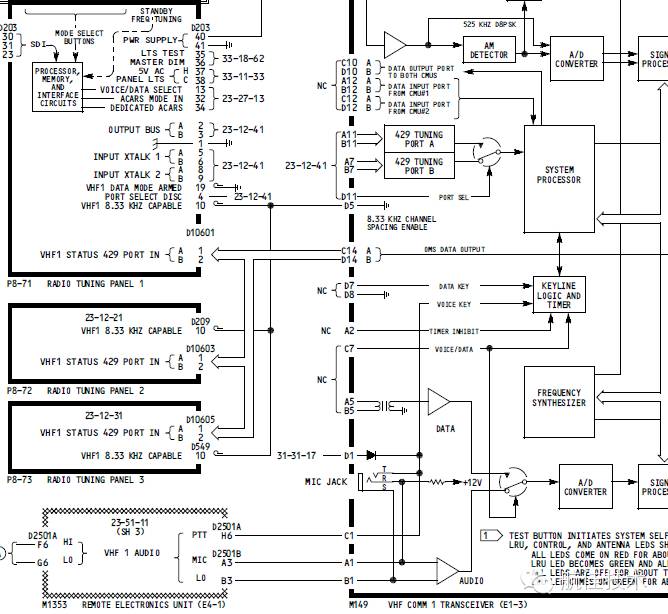 STANDBY
FREQ TUNING
MODE SELECT
BUTTONS
D203
30
31
23
SDI
PROCESSOR,
MEMORY,
AND
INTERFACE
CIRCUITS
D203
PWR SUPPLY 40
41
LTS TEST 35
MASTER DIM 36 33-18-62
5V AC H 37
PANEL LTS C 38 33-11-33
VOICE/DATA SELECT 13
ACARS MODE IN 32 23-27-13
DEDICATED ACARS 34
OUTPUT BUS A 2
B 3 23-12-41
1
INPUT XTALK 1 A 5
B 6
INPUT XTALK 2 A 8
B 9
23-12-41
VHF1 DATA MODE ARMED 19
PORT SELECT DISC 4 23-12-41
VHF1 8.33 KHZ CAPABLE 10
D10601
VHF1 STATUS 429 PORT IN A 1
B 2
P8-71 RADIO TUNING PANEL 1
23-12-21
D209
VHF1 8.33 KHZ CAPABLE 10
D10603
VHF1 STATUS 429 PORT IN A 1
B 2
P8-72 RADIO TUNING PANEL 2
23-12-31
D10605
VHF1 STATUS 429 PORT IN A 1
B 2
D549
VHF1 8.33 KHZ CAPABLE 10
P8-73 RADIO TUNING PANEL 3
23-51-11
(SH 3)
D2501A
F6 HI
G6 LO
VHF 1 AUDIO
D2501A
PTT H6
D2501B
MIC A3
LO B3
M1353 REMOTE ELECTRONICS UNIT (E4-1)
525 KHZ D8PSK
AM
DETECTOR
A/D
CONVERTER
NC
C10 A
D10 B
DATA OUTPUT PORT
TO BOTH CMUS
A1C A
B12 B
DATA INPUT PORT
FROM CMU#1
C12 A
D12 B
DATA INPUT PORT
FROM CMU#2
23-12-41
A11
B11
429 TUNING
PORT A
A7
B7
429 TUNING
PORT B
D11 PORT SEL
D5
8.33 KHZ CHANNEL
SPACING ENABLE
SYSTEM
PROCESSOR
C14 A
D14 B
OMS DATA OUTPUT
NC D7 DATA KEY
D8 VOICE KEY
KEYLINE
LOGIC AND
TIMER
NC A2 TIMER INHIBIT
C7 VOICE/DATA
NC
A5
B5
DATA
FREQUENCY
SYNTHESIZER
31-31-17 D1
MIC JACK
T
R
S
+12V
A/D
CONVERTER
C1
A1
B1
AUDIO
M149 VHF COMM 1 TRANSCEIVER (E1-3)
1 TEST BUTTON INITIATES SYSTEM
LRU, CONTROL, AND ANTENNA LEDS
ALL LEDS COME ON RED FOR
LRU LED BECOMES GREEN AND
LEDS ARE OFF FOR ABOUT